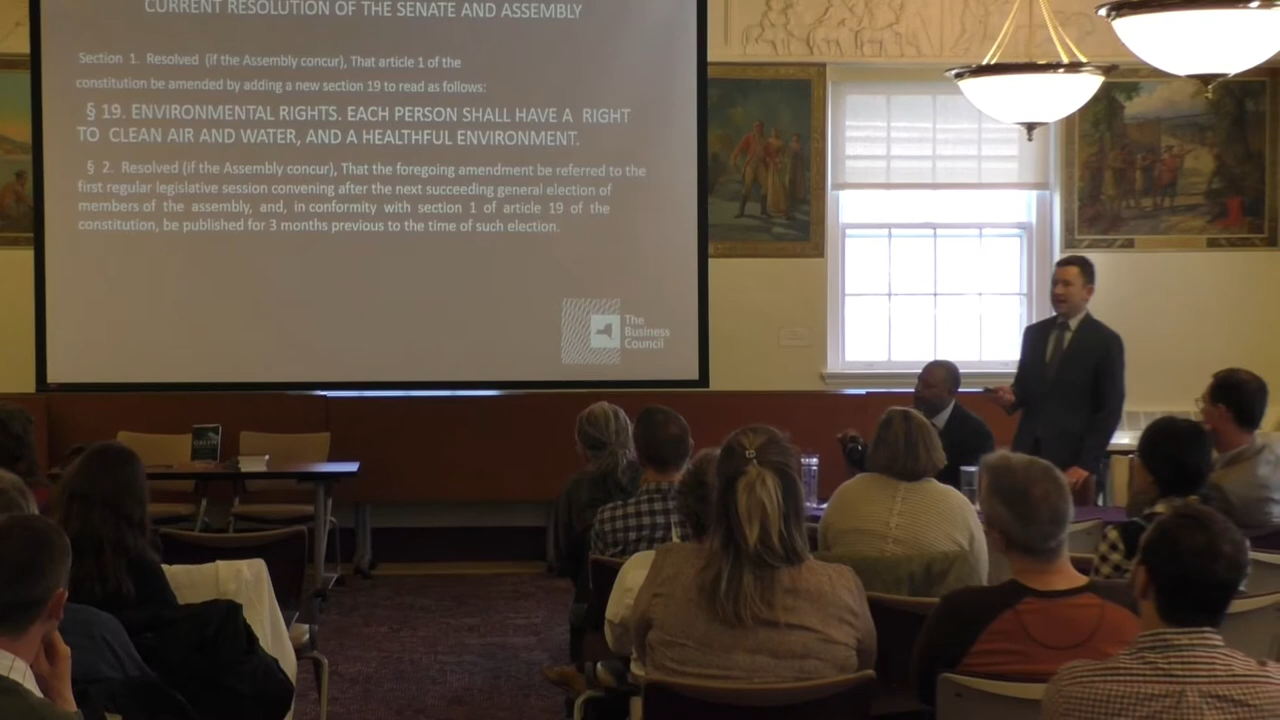 CURRENT RESOLUTION OF THE SENATE AND ASSEMBLY
Section 1. Resolved (if the Assembly concur), That article 1 of the
constitution be amended by adding a new section 19 to read as follows:
§ 19. ENVIRONMENTAL RIGHTS. EACH PERSON SHALL HAVE A RIGHT
TO CLEAN AIR AND WATER, AND A HEALTHFUL ENVIRONMENT.
§ 2. Resolved (if the Assembly concur), That the foregoing amendment be referred to the
first regular legislative session convening after the next succeeding general election of
members of the assembly, and, in conformity with section 1 of article 19 of the
constitution, be published for 3 months previous to the time of such election.
The
Business
Council